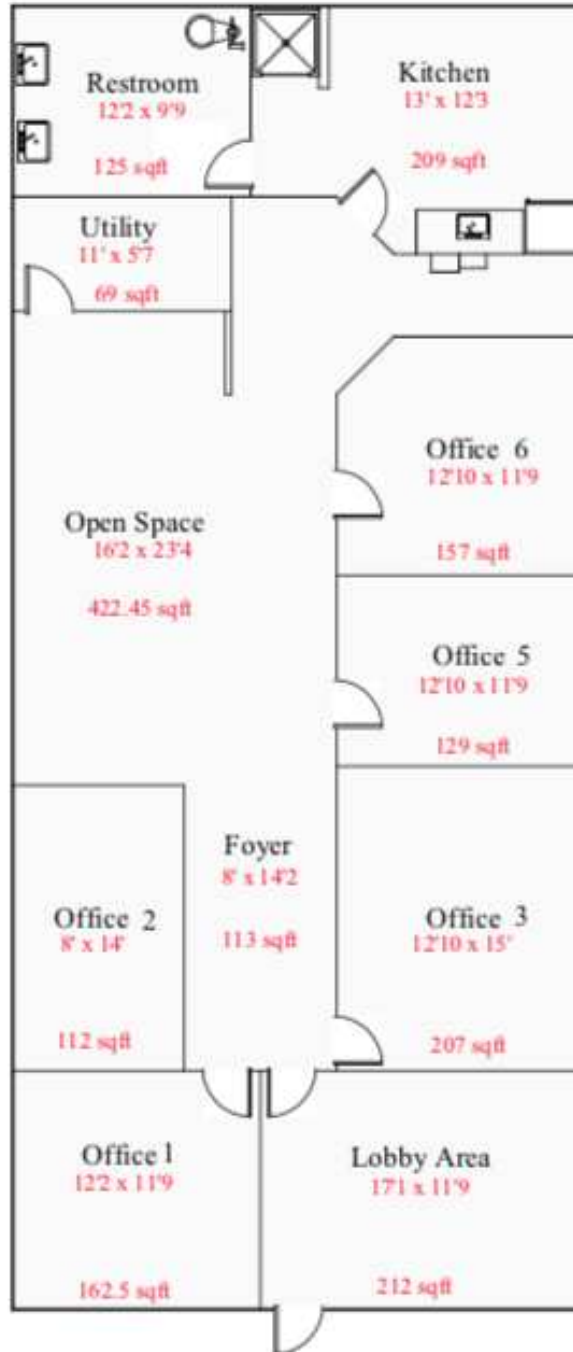 Restroom
12'2 x 9'9
125 sqft
Kitchen
13' x 12'3
209 sqft
Utility
11' x 5'7
69 sqft
Office 6
12'10 x 11'9
157 sqft
Open Space
16'2 x 23'4
422.45 sqft
Office 5
12'10 x 11'9
129 sqft
Foyer
8' x 14'2
113 sqft
Office 2
8' x 14'
112 sqft
Office 3
12'10 x 15'
207 sqft
Office 1
12'2 x 11'9
162.5 sqft
Lobby Area
17'1 x 11'9
212 sqft